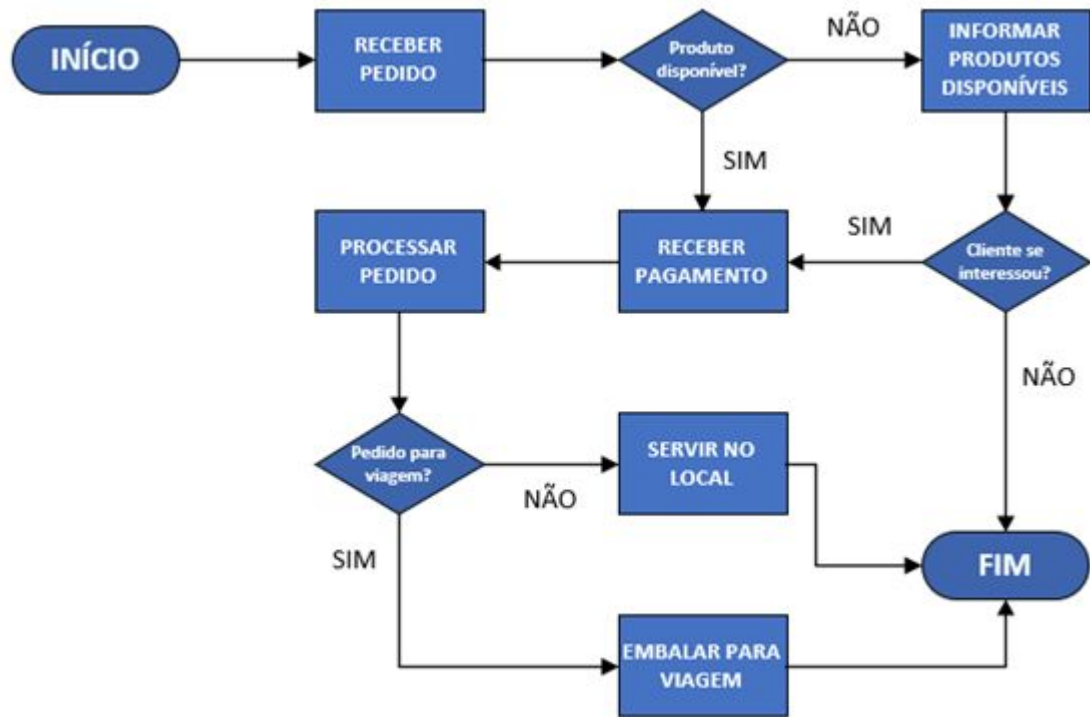 INÍCIO
RECEBER
PEDIDO
Produto
disponível?
NÃO
INFORMAR
PRODUTOS
DISPONÍVEIS
SIM
PROCESSAR
PEDIDO
RECEBER
PAGAMENTO
SIM
Cliente se
interessou?
NÃO
Pedido para
viagem?
NÃO
SERVIR NO
LOCAL
SIM
FIM
EMBALAR PARA
VIAGEM